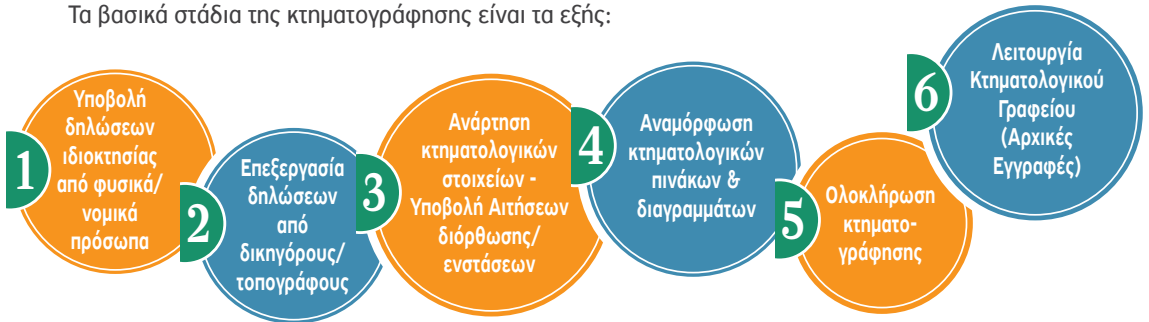 Τα βασικά στάδια της κτηματογράφησης είναι τα εξής:
1
Υποβολή
δηλώσεων
ιδιοκτησίας
από φυσικά/
νομικά
πρόσωπα
2
Επεξεργασία
δηλώσεων
από
δικηγόρους/
τοπογράφους
3
Ανάρτηση
κτηματολογικών
στοιχείων -
Υποβολή Αιτήσεων
διόρθωσης/
ενστάσεων
4
Αναμόρφωση
κτηματολογικών
πινάκων &
διαγραμμάτων
5
Ολοκλήρωση
κτηματο-
γράφησης
6
Λειτουργία
Κτηματολογικού
Γραφείου
(Αρχικές
Εγγραφές)